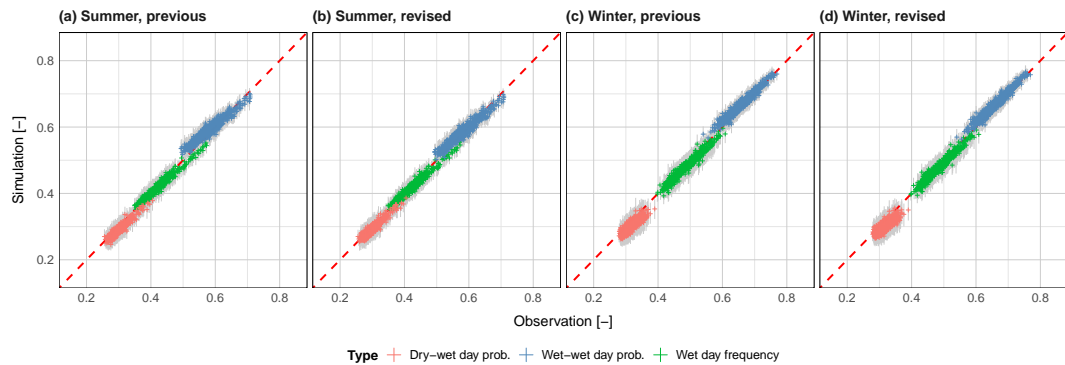 (a) Summer, previous
(b) Summer, revised
(c) Winter, previous
(d) Winter, revised
Simulation [−]
0.8
0.6
0.4
0.2
0.2 0.4 0.6 0.8
0.2 0.4 0.6 0.8
0.2 0.4 0.6 0.8
0.2 0.4 0.6 0.8
Observation [−]
Type Dry−wet day prob. Wet−wet day prob. Wet day frequency